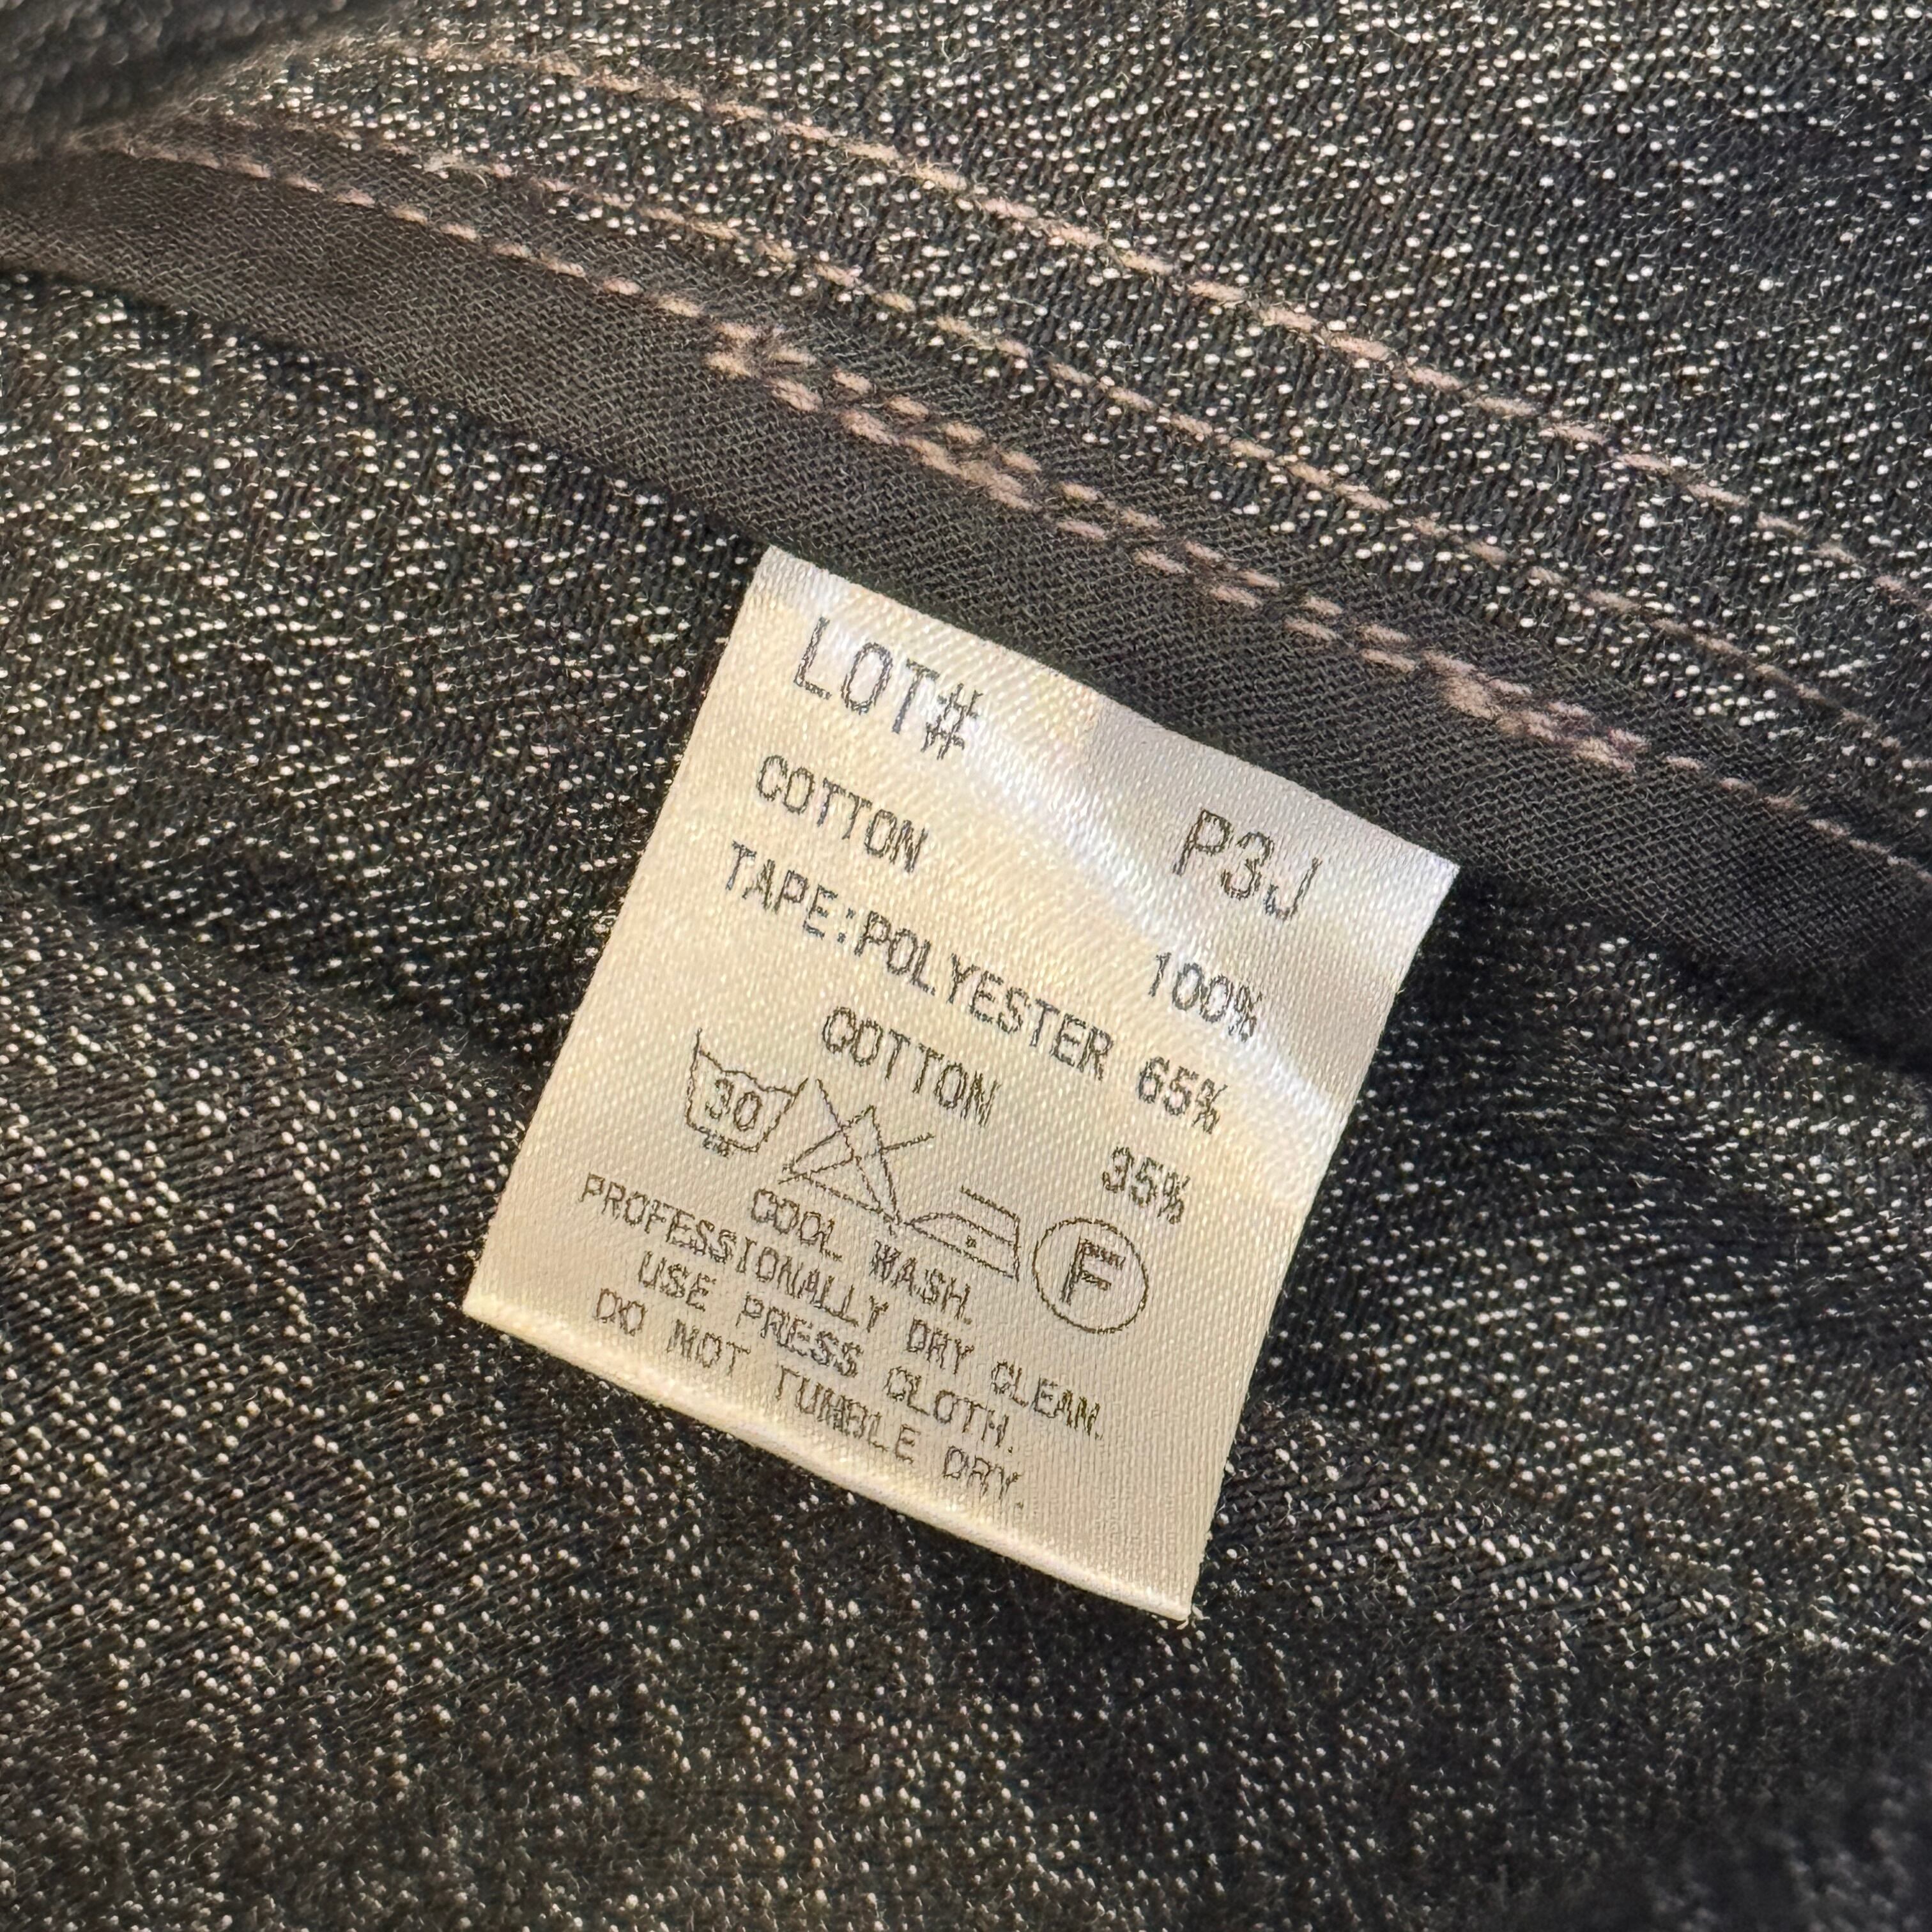 LOT# P3J
COTTON 100%
TAPE:POLYESTER 65%
COTTON 35%
30 F
COOL WASH.
PROFESSIONALLY DRY CLEAN.
USE PRESS CLOTH.
DO NOT TUMBLE DRY.